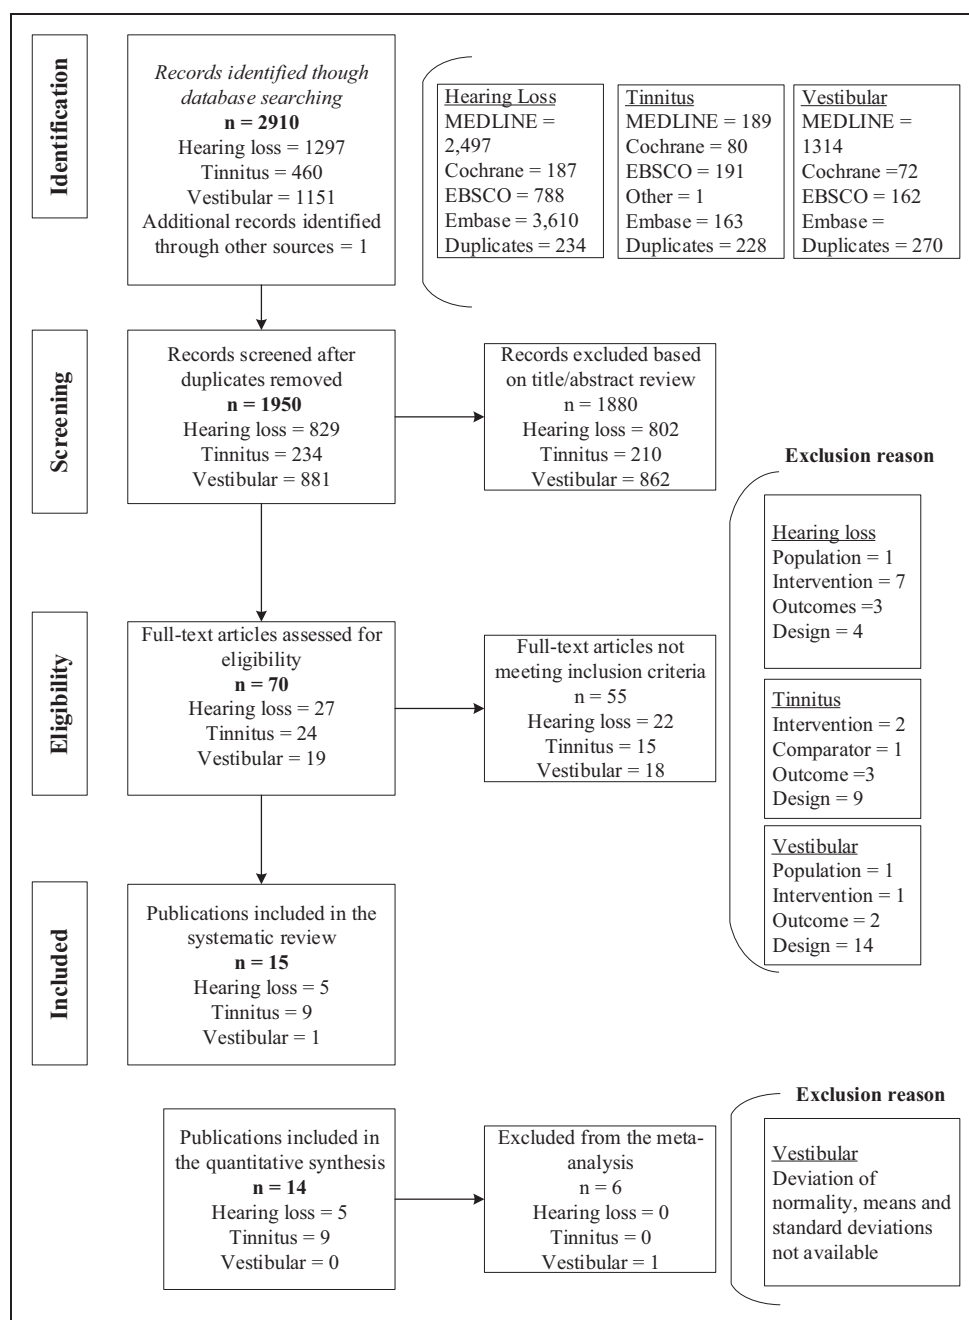 Identification
Records identified though
database searching
n = 2910
Hearing loss = 1297
Tinnitus = 460
Vestibular = 1151
Additional records identified
through other sources = 1
Hearing Loss
MEDLINE =
2,497
Cochrane = 187
EBSCO = 788
Embase = 3,610
Duplicates = 234
Tinnitus
MEDLINE = 189
Cochrane = 80
EBSCO = 191
Other = 1
Embase = 163
Duplicates = 228
Vestibular
MEDLINE =
1314
Cochrane =72
EBSCO = 162
Embase =
Duplicates = 270
Screening
Records screened after
duplicates removed
n = 1950
Hearing loss = 829
Tinnitus = 234
Vestibular = 881
Records excluded based
on title/abstract review
n = 1880
Hearing loss = 802
Tinnitus = 210
Vestibular = 862
Exclusion reason
Hearing loss
Population = 1
Intervention = 7
Outcomes =3
Design = 4
Eligibility
Full-text articles assessed for
eligibility
n = 70
Hearing loss = 27
Tinnitus = 24
Vestibular = 19
Full-text articles not
meeting inclusion criteria
n = 55
Hearing loss = 22
Tinnitus = 15
Vestibular = 18
Tinnitus
Intervention = 2
Comparator = 1
Outcome =3
Design = 9
Vestibular
Population = 1
Intervention = 1
Outcome = 2
Design = 14
Included
Publications included in the
systematic review
n = 15
Hearing loss = 5
Tinnitus = 9
Vestibular = 1
Publications included in
the quantitative synthesis
n = 14
Hearing loss = 5
Tinnitus = 9
Vestibular = 0
Excluded from the meta-
analysis
n = 6
Hearing loss = 0
Tinnitus = 0
Vestibular = 1
Exclusion reason
Vestibular
Deviation of
normality, means and
standard deviations
not available